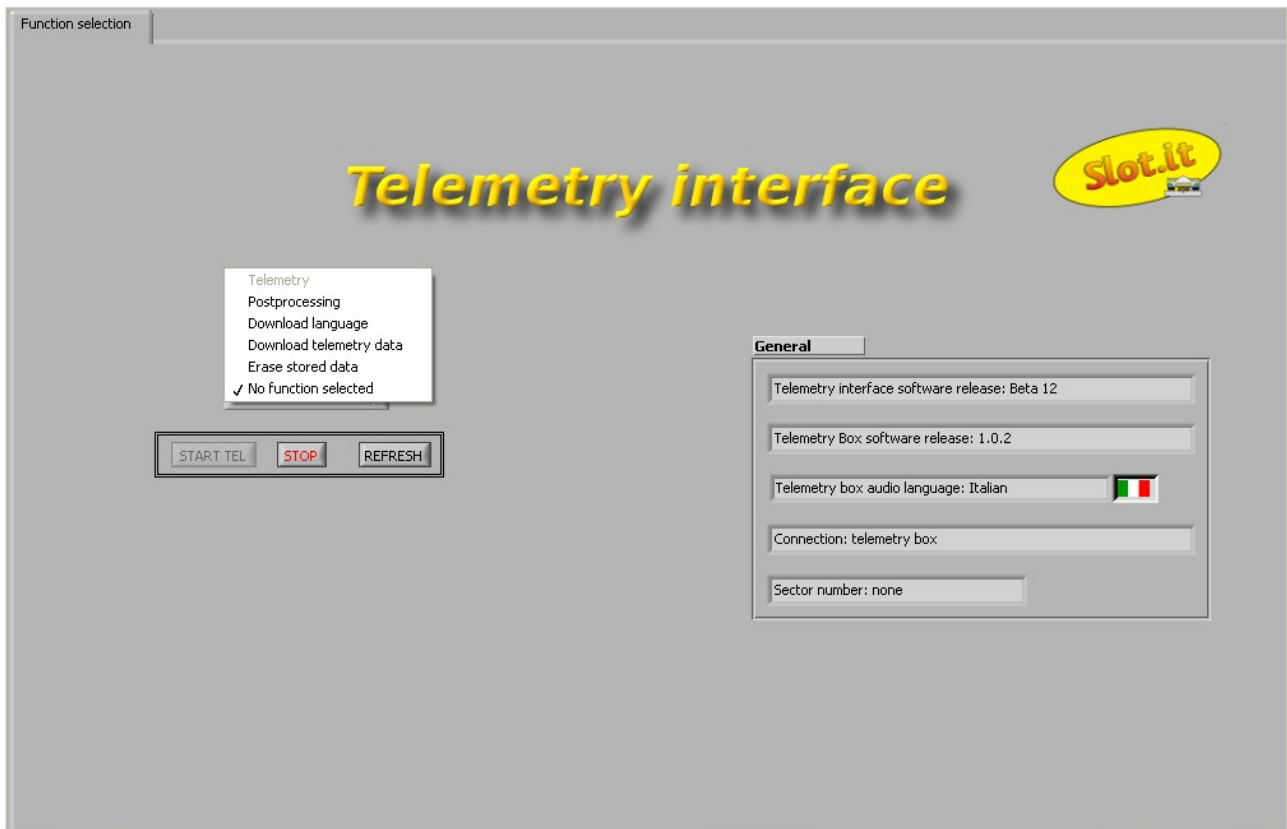 Function selection
Telemetry interface
Slot.it
Telemetry
Postprocessing
Download language
Download telemetry data
Erase stored data
✓ No function selected
START TEL STOP REFRESH
General
Telemetry interface software release: Beta 12
Telemetry Box software release: 1.0.2
Telemetry box audio language: Italian
Connection: telemetry box
Sector number: none